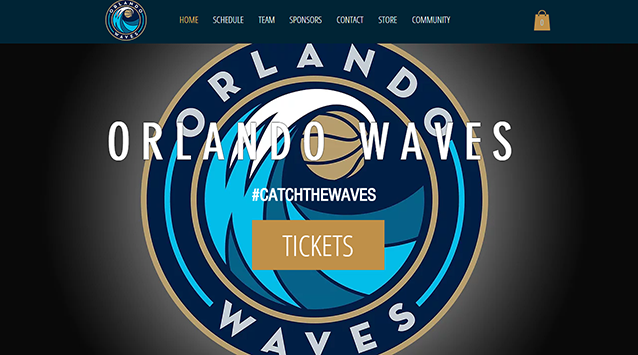 ORLANDO
WAVES
HOME SCHEDULE TEAM SPONSORS CONTACT STORE COMMUNITY
0
ORLANDO
ORLANDO WAVES
#CATCHTHEWAVES
TICKETS
WAVES